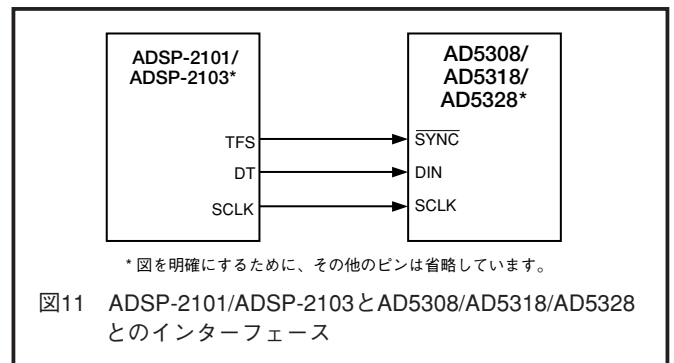 ADSP-2101/
ADSP-2103*
AD5308/
AD5318/
AD5328*
TFS
SYNC
DT
DIN
SCLK
SCLK
* 図を明確にするために、その他のピンは省略しています。
図11 ADSP-2101/ADSP-2103とAD5308/AD5318/AD5328
とのインターフェース